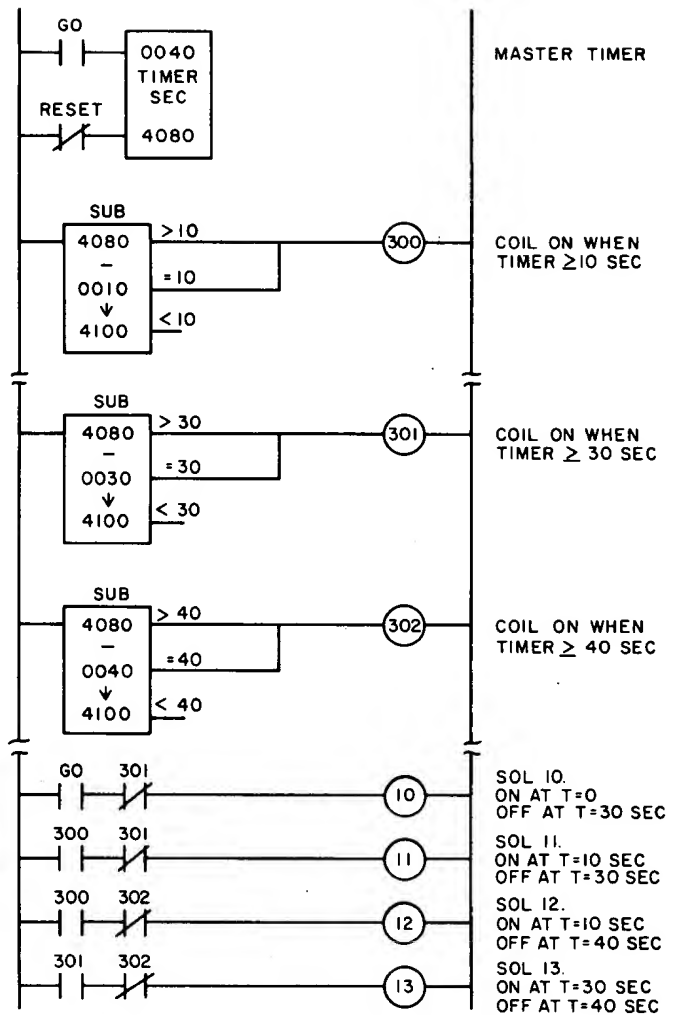 GO
0040
TIMER
SEC
4080
RESET
MASTER TIMER
SUB
4080
–
0010
↓
4100
>10
=10
<10
300
COIL ON WHEN
TIMER ≥10 SEC
SUB
4080
–
0030
↓
4100
> 30
=30
< 30
301
COIL ON WHEN
TIMER ≥ 30 SEC
SUB
4080
–
0040
↓
4100
> 40
=40
< 40
302
COIL ON WHEN
TIMER ≥ 40 SEC
GO 301
10
SOL 10.
ON AT T=0
OFF AT T=30 SEC
300 301
11
SOL 11.
ON AT T=10 SEC
OFF AT T=30 SEC
300 302
12
SOL 12.
ON AT T=10 SEC
OFF AT T=40 SEC
301 302
13
SOL 13.
ON AT T=30 SEC
OFF AT T=40 SEC